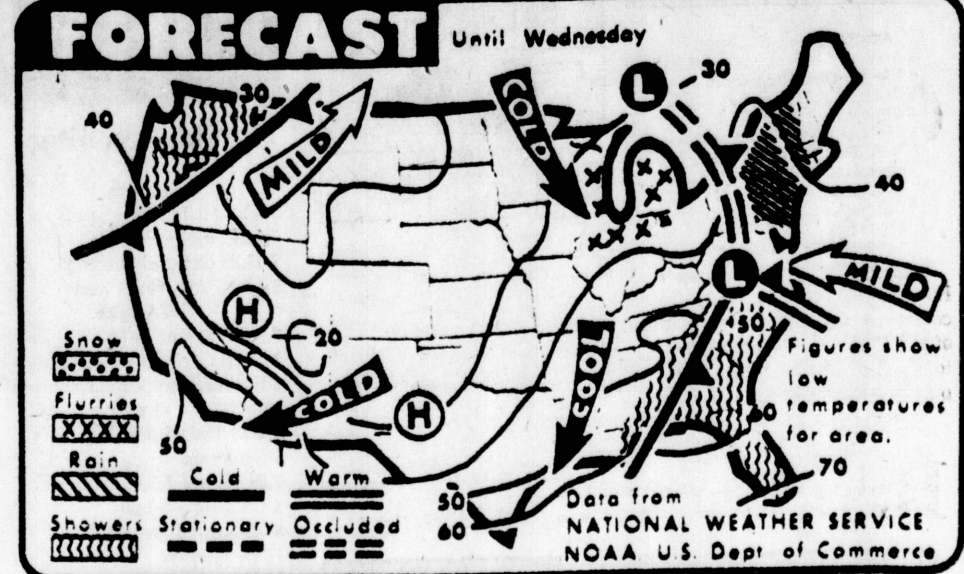 FORECAST
Until Wednesday
30
40
MILD
COLD
L
30
40
L
MILD
50
H
20
COLD
H
COOL
50
60
70
50
60
Snow
Flurries
XXXX
Rain
Showers
Cold
Warm
Stationary
Occluded
Figures show
low
temperatures
for area.
Data from
NATIONAL WEATHER SERVICE
NOAA U.S. Dept of Commerce